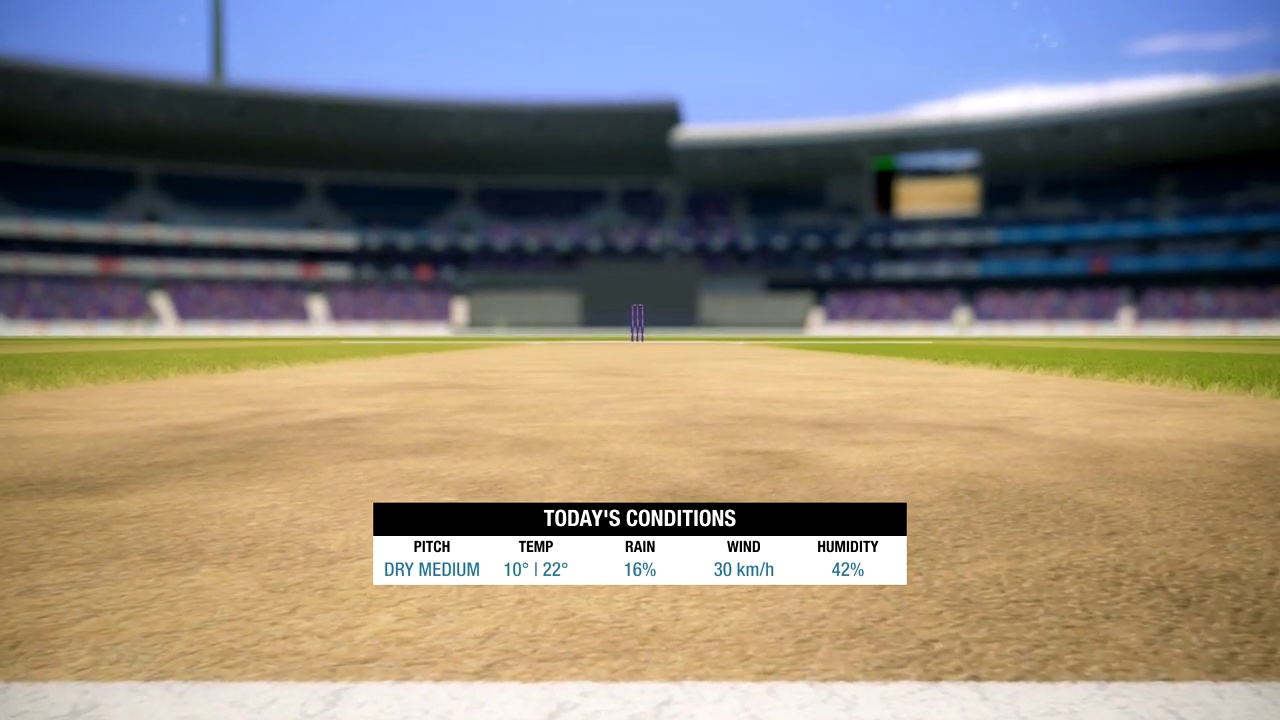 TODAY'S CONDITIONS
PITCH TEMP RAIN WIND HUMIDITY
DRY MEDIUM 10° | 22° 16% 30 km/h 42%